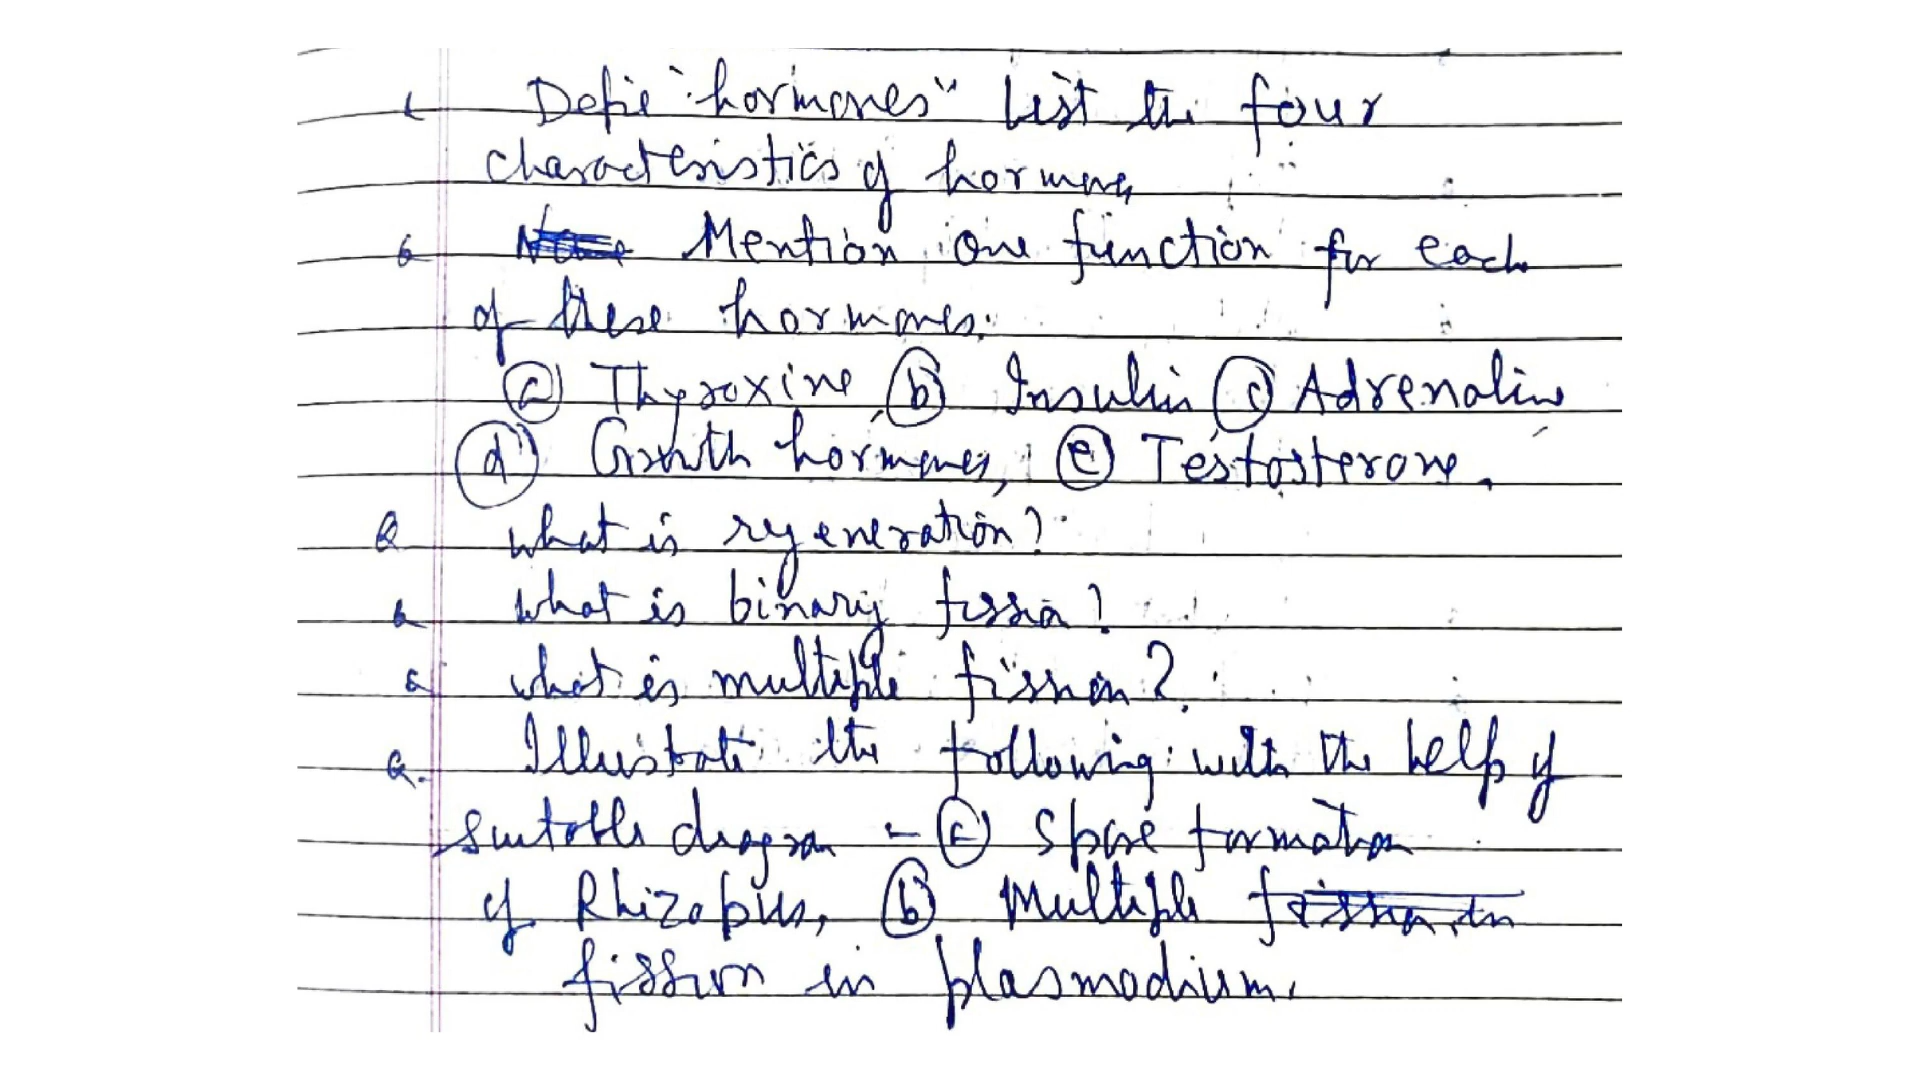 Q Defie "hormones" List the four
characteristics of hormones
Q Mention one function for each
of these hormones.
(a) Thyroxine, (b) Insulin (c) Adrenaline
(d) Growth hormones, (e) Testosterone.
Q what is regeneration?
Q what is binary fission?
Q what is multiple fission?
Q. Illustrate the following with the help of
suitable diagram - (a) Spore formation
of Rhizopus, (b) Multiple
fission in plasmodium.